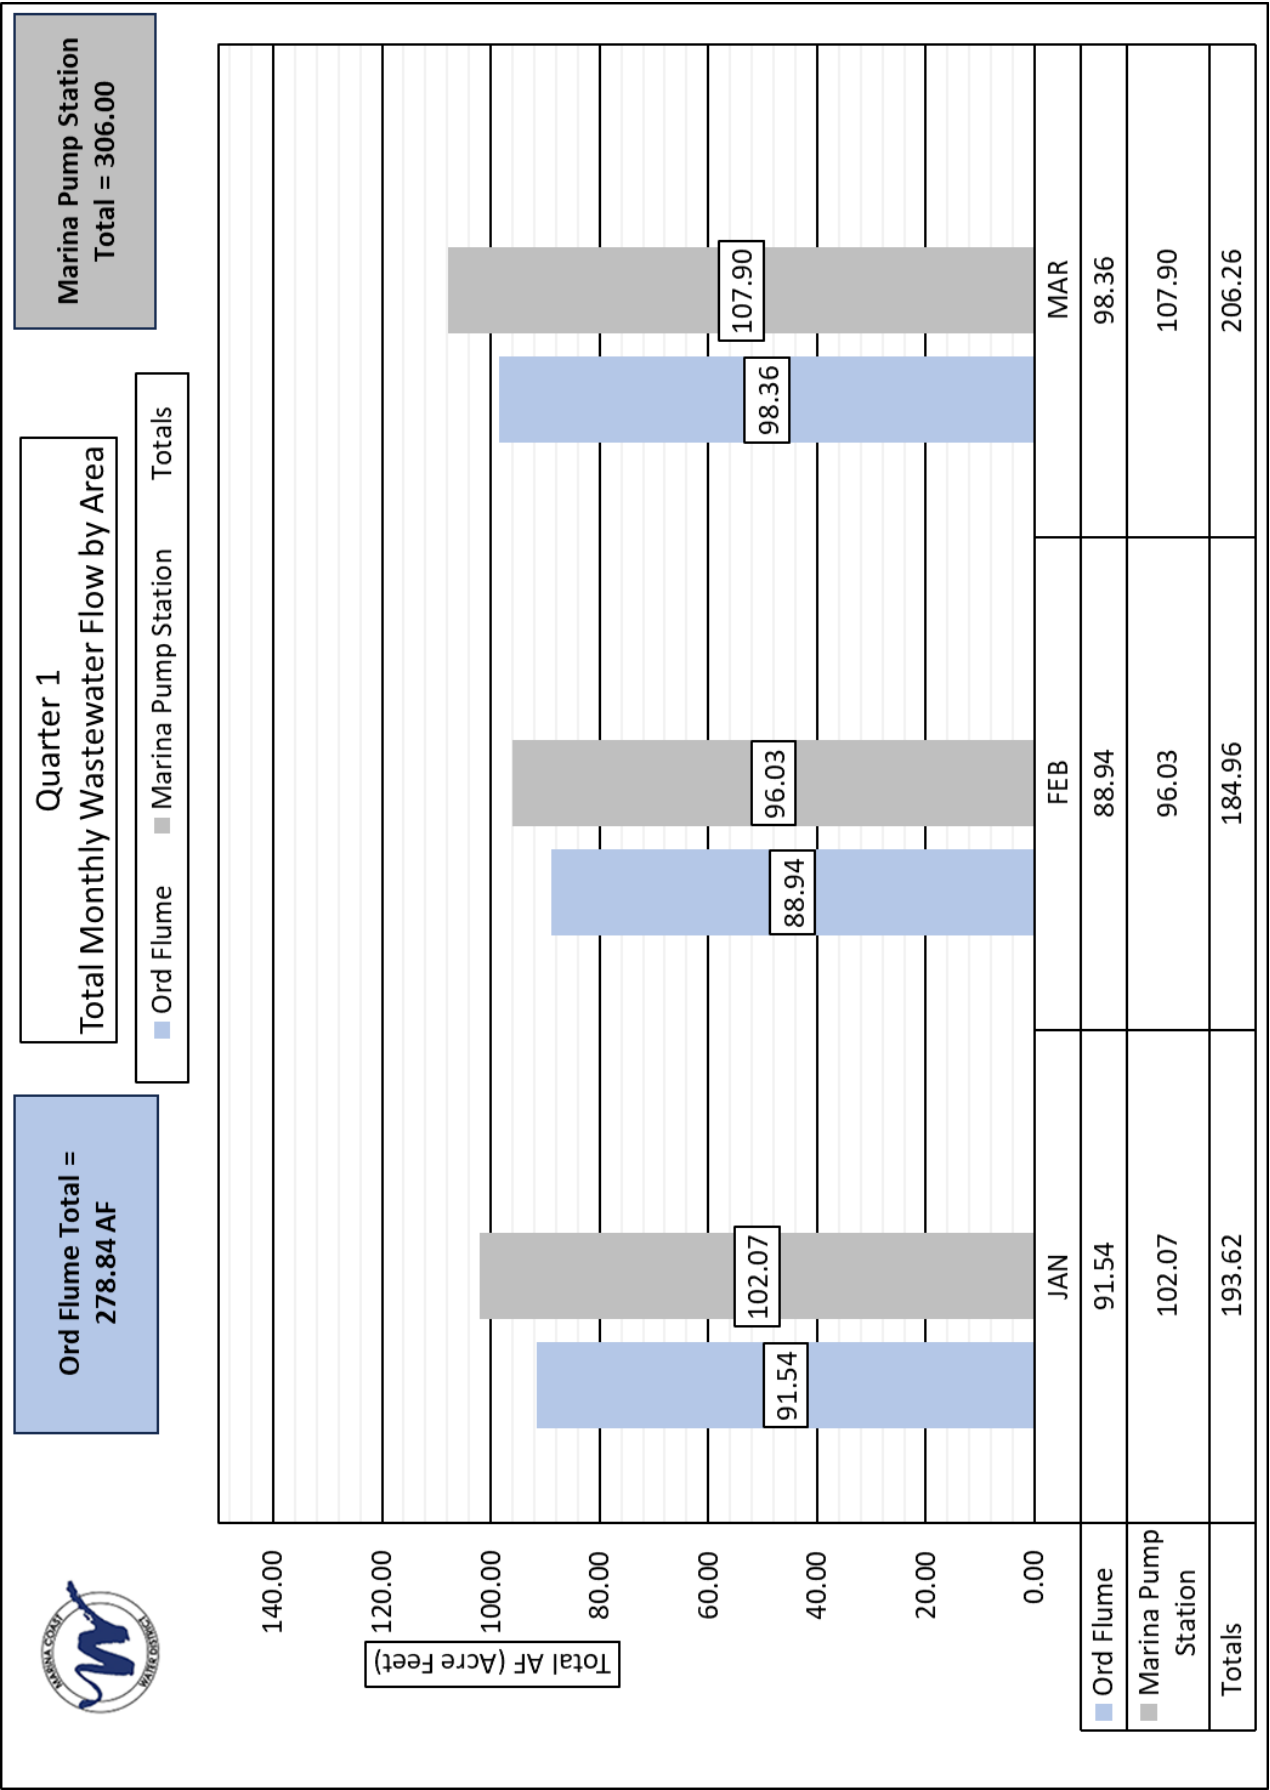 MARINA COAST
WATER DISTRICT
Ord Flume Total =
278.84 AF
Quarter 1
Total Monthly Wastewater Flow by Area
Marina Pump Station
Total = 306.00
Ord Flume Marina Pump Station Totals
Total AF (Acre Feet)
140.00
120.00
100.00
80.00
60.00
40.00
20.00
0.00
91.54
102.07
88.94
96.03
98.36
107.90
JAN FEB MAR
Ord Flume 91.54 88.94 98.36
Marina Pump
Station 102.07 96.03 107.90
Totals 193.62 184.96 206.26